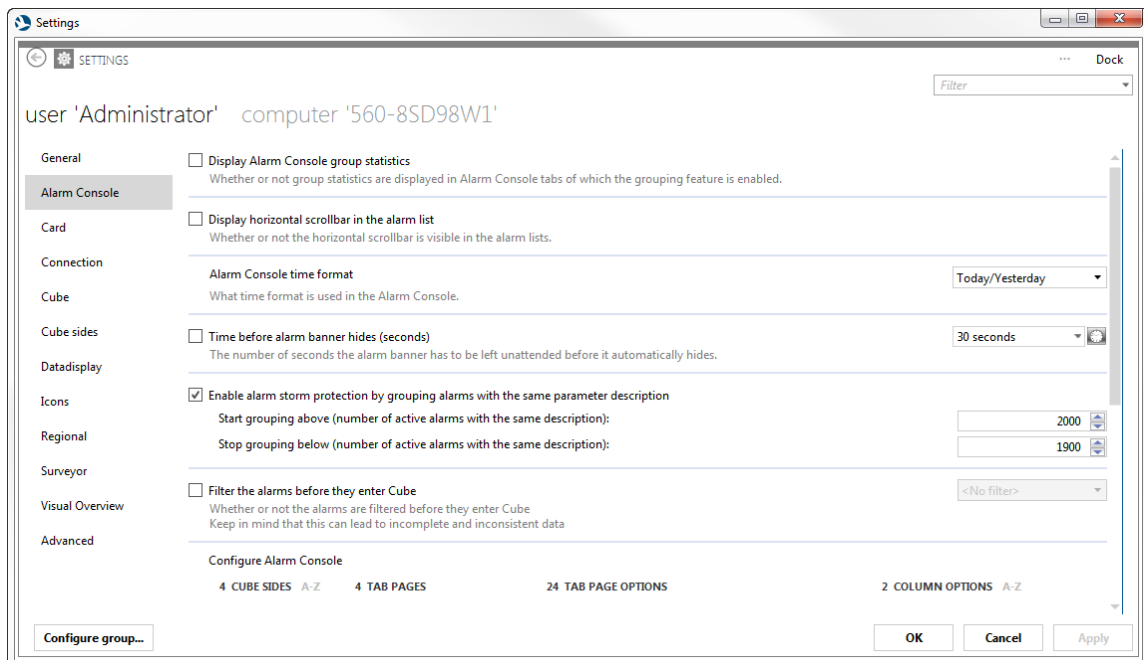 Settings
SETTINGS
... Dock
Filter
user 'Administrator' computer '560-8SD98W1'
General
Alarm Console
Card
Connection
Cube
Cube sides
Datadisplay
Icons
Regional
Surveyor
Visual Overview
Advanced
Display Alarm Console group statistics
Whether or not group statistics are displayed in Alarm Console tabs of which the grouping feature is enabled.
Display horizontal scrollbar in the alarm list
Whether or not the horizontal scrollbar is visible in the alarm lists.
Alarm Console time format
Today/Yesterday
What time format is used in the Alarm Console.
Time before alarm banner hides (seconds)
30 seconds
The number of seconds the alarm banner has to be left unattended before it automatically hides.
Enable alarm storm protection by grouping alarms with the same parameter description
Start grouping above (number of active alarms with the same description): 2000
Stop grouping below (number of active alarms with the same description): 1900
Filter the alarms before they enter Cube
<No filter>
Whether or not the alarms are filtered before they enter Cube
Keep in mind that this can lead to incomplete and inconsistent data
Configure Alarm Console
4 CUBE SIDES A-Z 4 TAB PAGES 24 TAB PAGE OPTIONS 2 COLUMN OPTIONS A-Z
Configure group... OK Cancel Apply